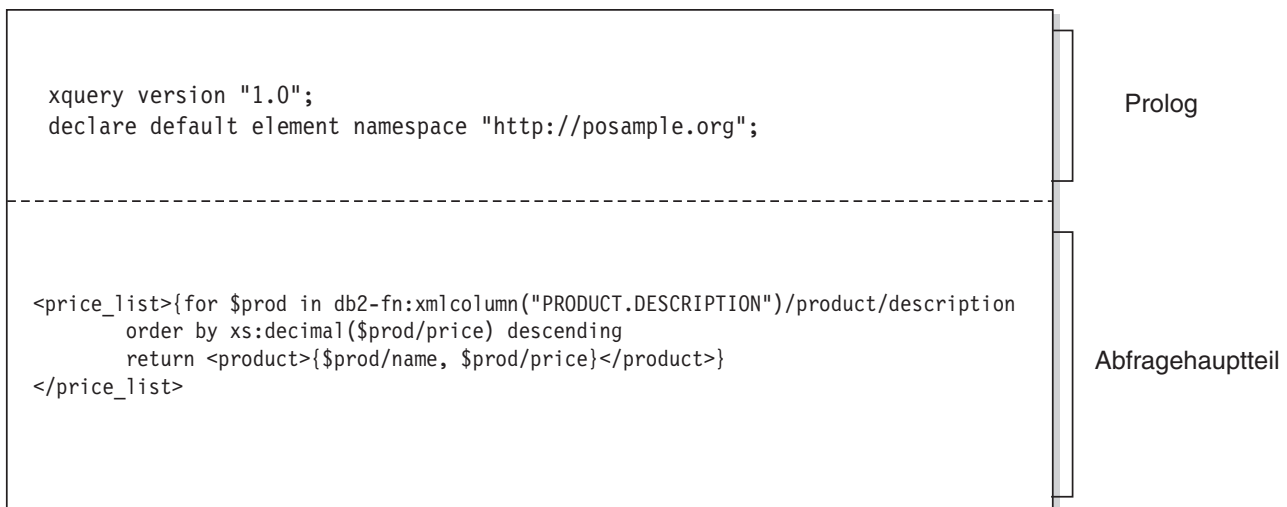 xquery version "1.0";
declare default element namespace "http://posample.org";
Prolog
<price_list>{for $prod in db2-fn:xmlcolumn("PRODUCT.DESCRIPTION")/product/description
order by xs:decimal($prod/price) descending
return <product>{$prod/name, $prod/price}</product>}
</price_list>
Abfragehauptteil